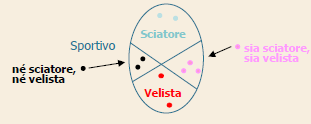 Sciatore
Sportivo
sia sciatore,
sia velista
né sciatore,
né velista
Velista